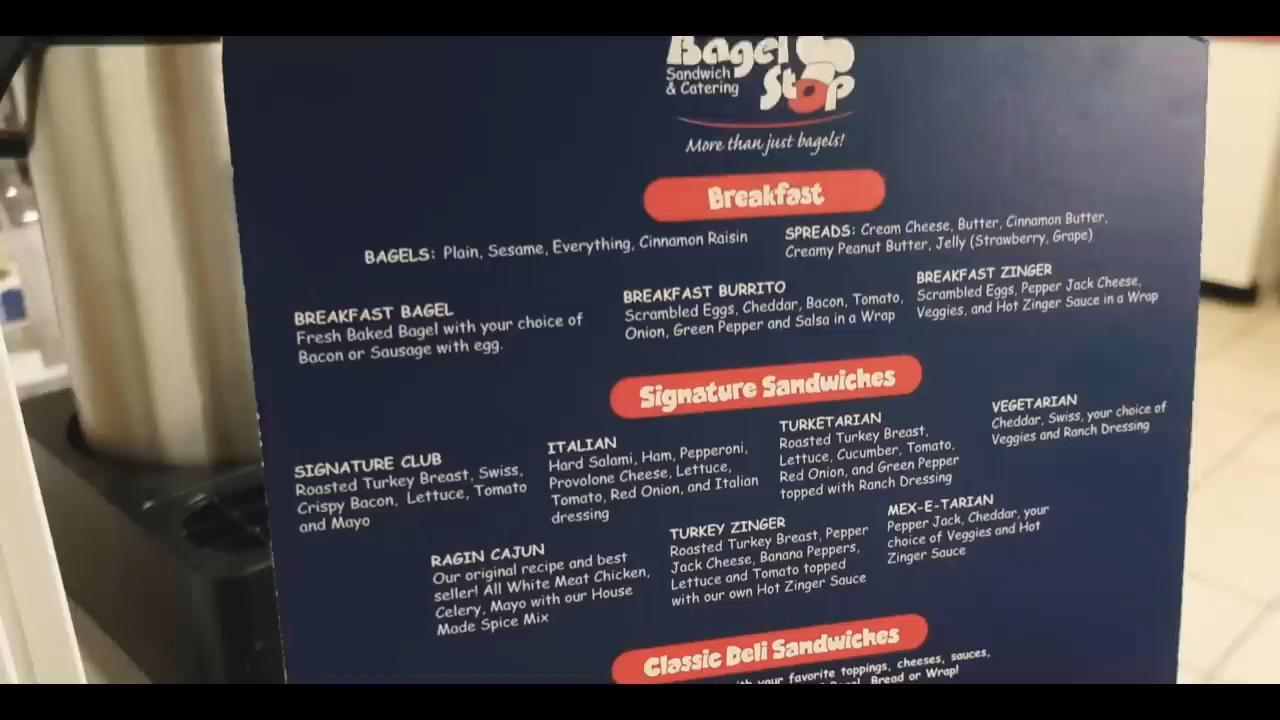 Bagel
Sandwich
& Catering
Stop
More than just bagels!
Breakfast
BAGELS: Plain, Sesame, Everything, Cinnamon Raisin
SPREADS: Cream Cheese, Butter, Cinnamon Butter,
Creamy Peanut Butter, Jelly (Strawberry, Grape)
BREAKFAST BAGEL
Fresh Baked Bagel with your choice of
Bacon or Sausage with egg.
BREAKFAST BURRITO
Scrambled Eggs, Cheddar, Bacon, Tomato,
Onion, Green Pepper and Salsa in a Wrap
BREAKFAST ZINGER
Scrambled Eggs, Pepper Jack Cheese,
Veggies, and Hot Zinger Sauce in a Wrap
Signature Sandwiches
SIGNATURE CLUB
Roasted Turkey Breast, Swiss,
Crispy Bacon, Lettuce, Tomato
and Mayo
ITALIAN
Hard Salami, Ham, Pepperoni,
Provolone Cheese, Lettuce,
Tomato, Red Onion, and Italian
dressing
TURKETARIAN
Roasted Turkey Breast,
Lettuce, Cucumber, Tomato,
Red Onion, and Green Pepper
topped with Ranch Dressing
VEGETARIAN
Cheddar, Swiss, your choice of
Veggies and Ranch Dressing
RAGIN CAJUN
Our original recipe and best
seller! All White Meat Chicken,
Celery, Mayo with our House
Made Spice Mix
TURKEY ZINGER
Roasted Turkey Breast, Pepper
Jack Cheese, Banana Peppers,
Lettuce and Tomato topped
with our own Hot Zinger Sauce
MEX-E-TARIAN
Pepper Jack, Cheddar, your
choice of Veggies and Hot
Zinger Sauce
Classic Deli Sandwiches
your favorite toppings, cheeses, sauces,
Bread or Wrap!